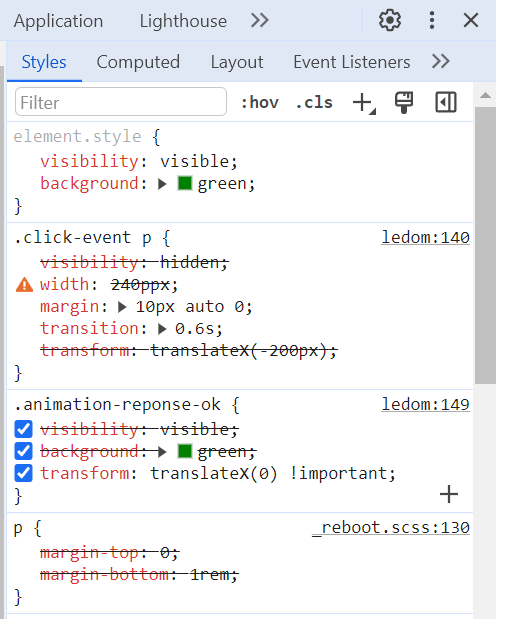 Application Lighthouse
Styles Computed Layout Event Listeners
Filter :hov .cls
element.style {
visibility: visible;
background: green;
}
.click-event p { ledom:140
visibility: hidden;
width: 240ppx;
margin: 10px auto 0;
transition: 0.6s;
transform: translateX(-200px);
}
.animation-reponse-ok { ledom:149
visibility: visible;
background: green;
transform: translateX(0) !important;
}
p { _reboot.scss:130
margin-top: 0;
margin-bottom: 1rem;
}